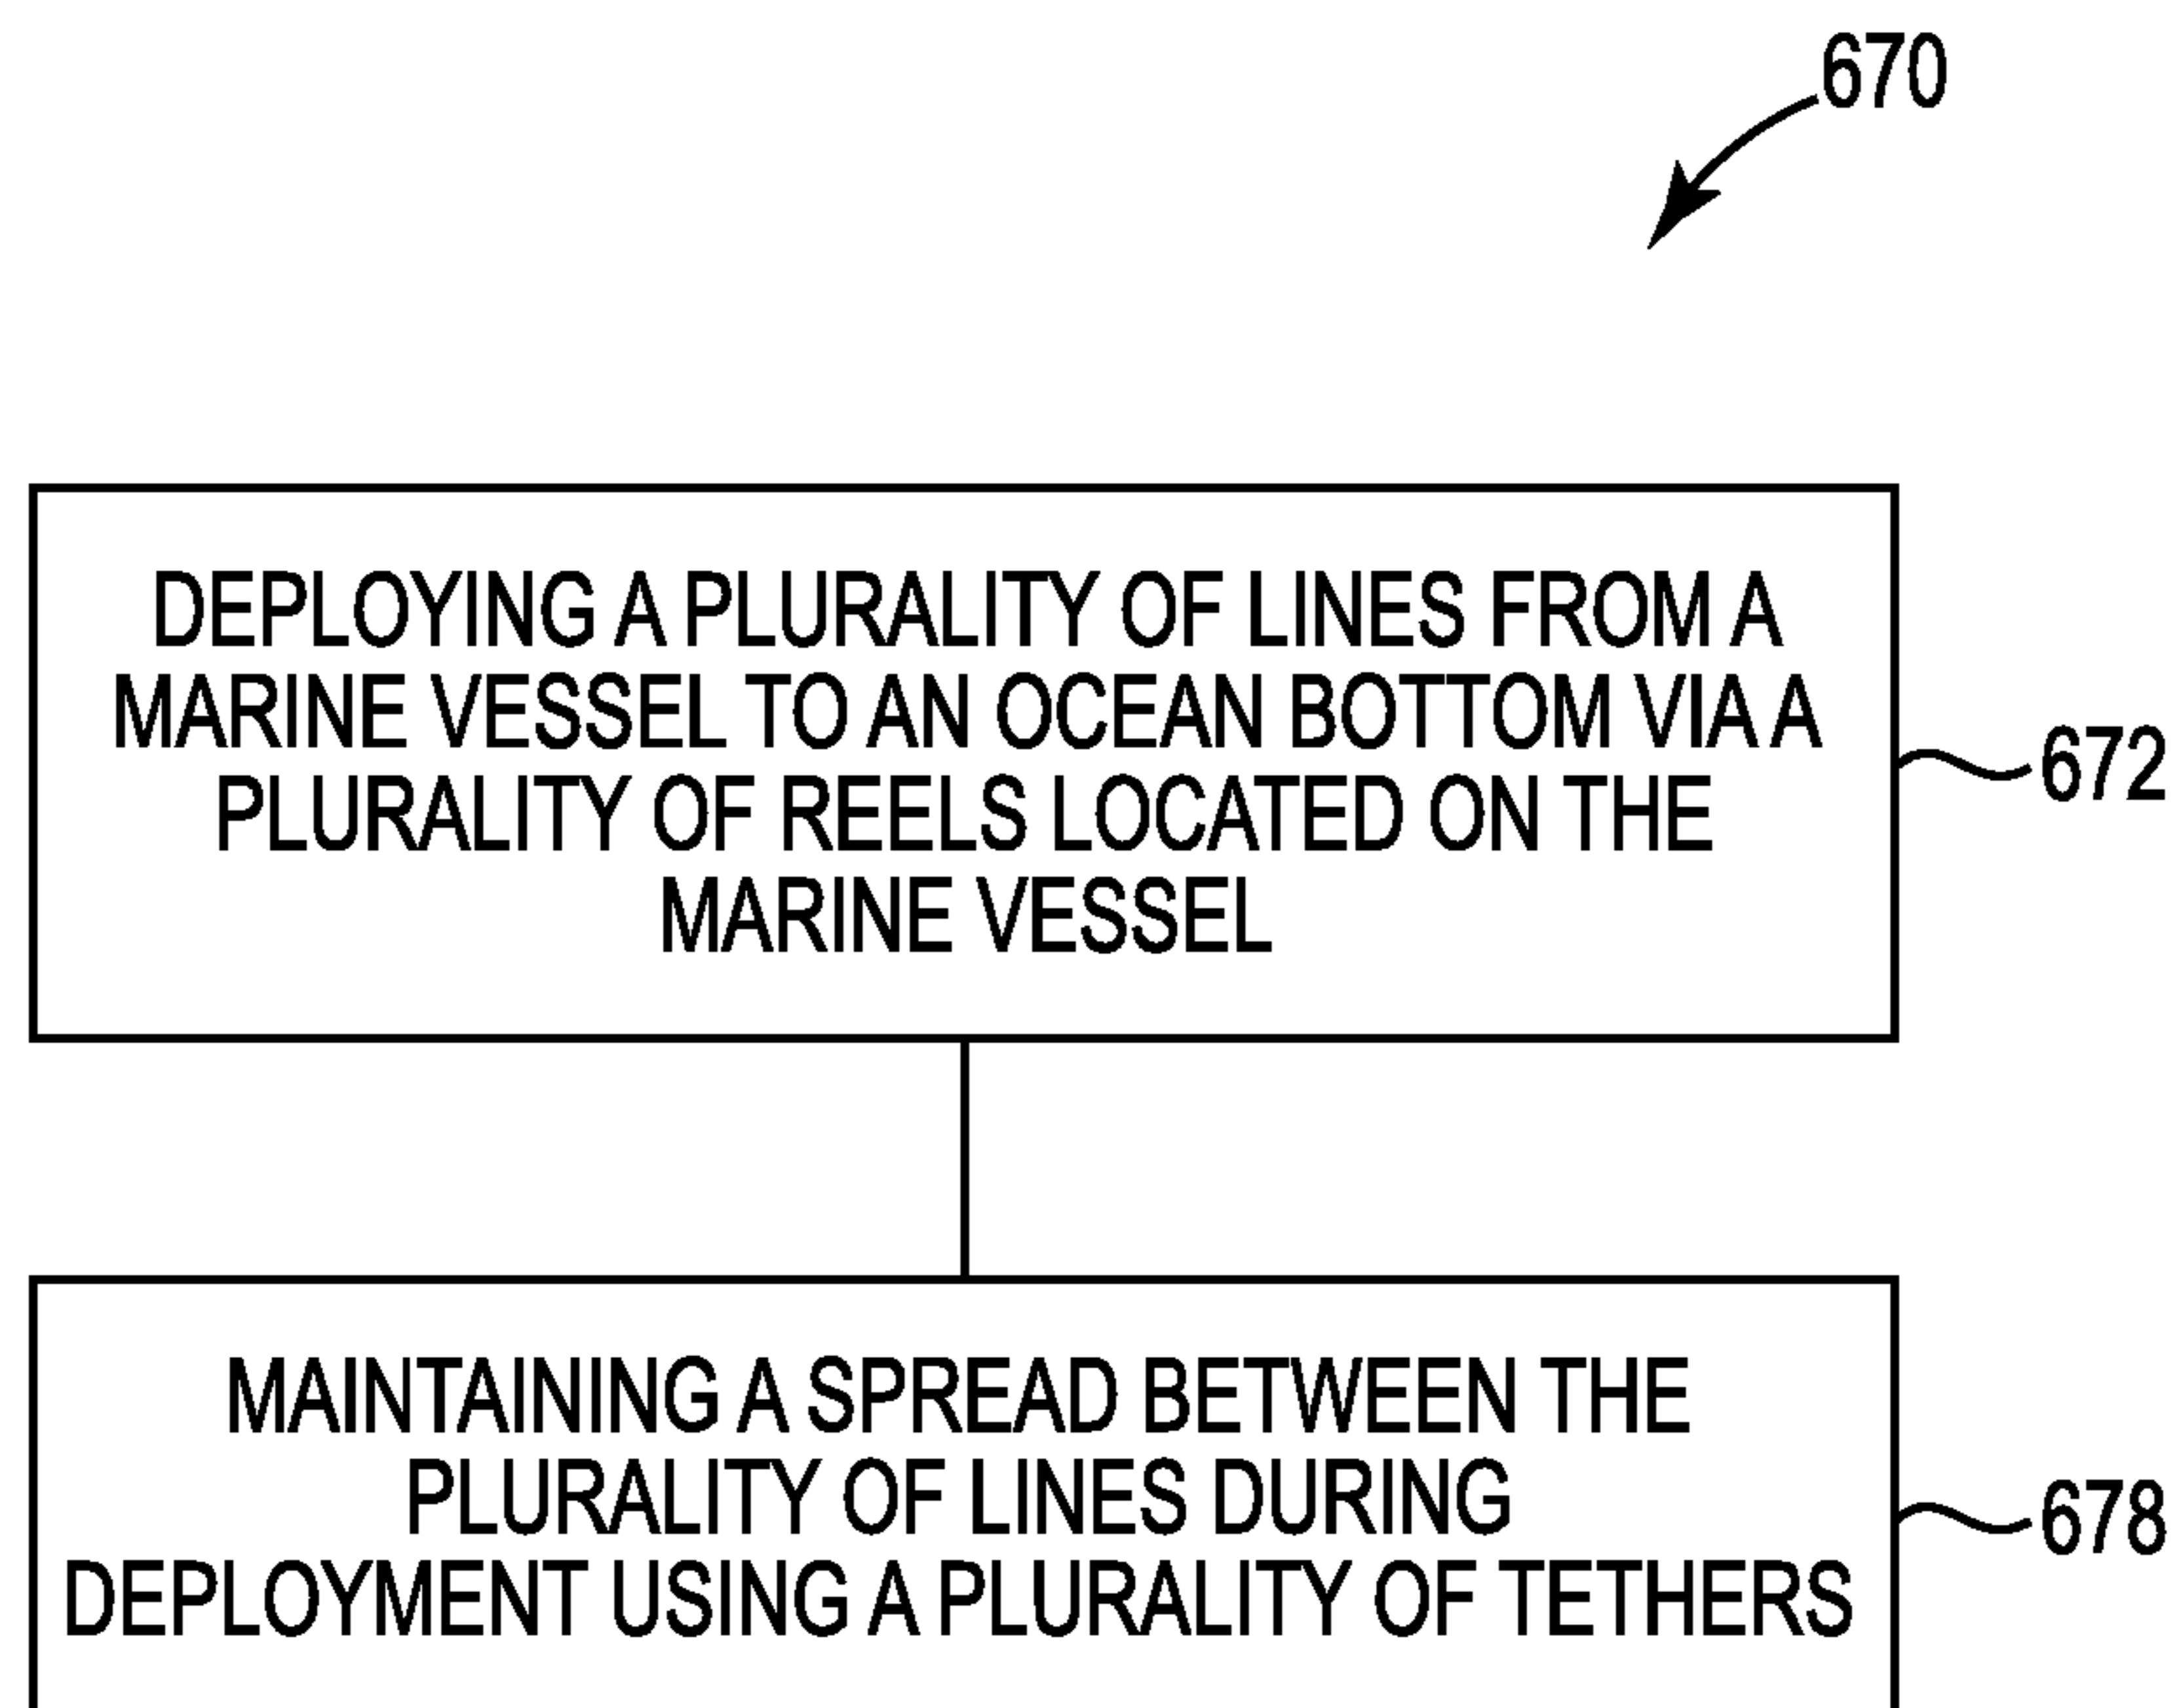 670
DEPLOYING A PLURALITY OF LINES FROM A
MARINE VESSEL TO AN OCEAN BOTTOM VIA A
PLURALITY OF REELS LOCATED ON THE
MARINE VESSEL
672
MAINTAINING A SPREAD BETWEEN THE
PLURALITY OF LINES DURING
DEPLOYMENT USING A PLURALITY OF TETHERS
678